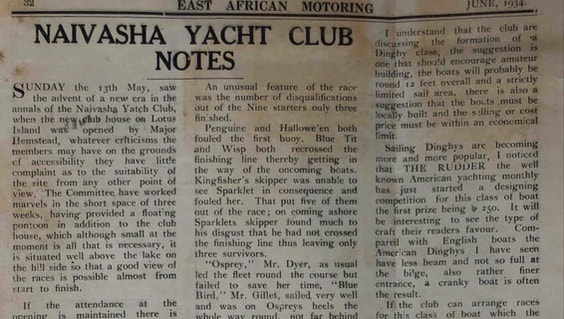 32
EAST AFRICAN MOTORING
JUNE, 1934.
NAIVASHA YACHT CLUB
NOTES
SUNDAY the 13th May, saw
the advent of a new era in the
annals of the Naivasha Yatch Club,
when the new club house on Lotus
Island was opened by Major
Hemstead, whatever crticisms the
members may have on the grounds
of accessibility they have little
complaint as to the suitability of
the site from any other point of
view. The Committee have worked
marvels in the short space of three
weeks, having provided a floating
pontoon in addition to the club
house, which although small at the
moment is all that is necessary, it
is situated well above the lake on
the hill side so that a good view of
the races is possible almost from
start to finish.
If the attendance at the
opening is maintained there is
An unusual feature of the race
was the number of disqualifications
out of the Nine starters only three
finished.
Penguine and Hallowe'en both
fouled the first buoy. Blue Tit
and Wisp both recrossed the
finishing line thereby getting in
the way of the oncoming boats.
Kingfisher's skipper was unable to
see Sparklet in consequence and
fouled her. That put five of them
out of the race; on coming ashore
Sparklets skipper found much to
his disgust that he had not crossed
the finishing line thus leaving only
three survivors.
"Osprey," Mr. Dyer, as usual
led the fleet round the course but
failed to save her time, "Blue
Bird," Mr. Gillet, sailed very well
and was on Ospreys heels the
whole way round, not far behind
I understand that the club are
discussing the formation of a
Dinghy class, the suggestion is
one that should encourage amateur
building, the boats will probably be
round 12 feet overall and a strictly
limited sail area, there is also a
suggestion that the boats must be
locally built and the selling or cost
price must be within an economical
limit.
Sailing Dinghys are becoming
more and more popular, I noticed
that THE RUDDER the well
known American yachting monthly
has just started a designing
competition for this class of boat
the first prize being $ 250. It will
be interesting to see the type of
craft their readers favour. Com-
pared with English boats the
American Dinghys I have seen
have less beam and not so full at
the bilge, also rather finer
entrance, a cranky boat is often
the result.
If the club can arrange races
for this class of boat which the